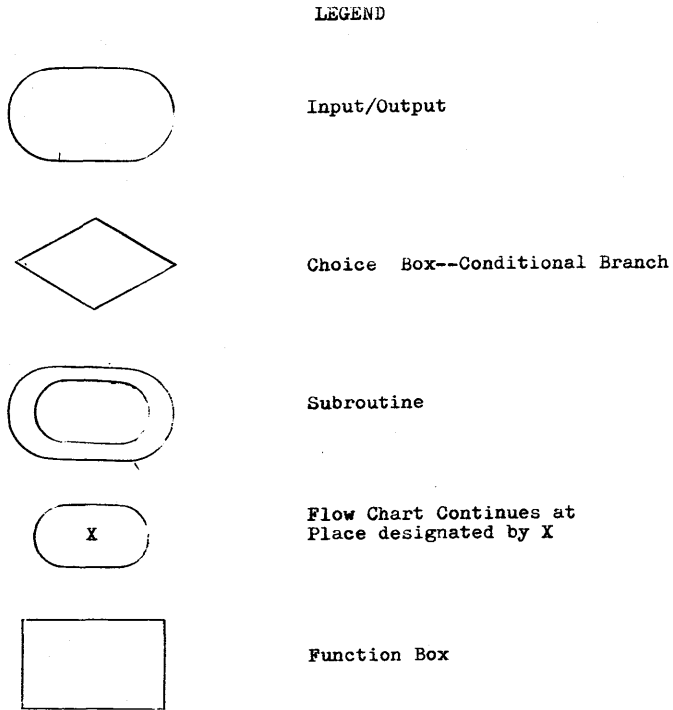 LEGEND
Input/Output
Choice Box--Conditional Branch
Subroutine
X
Flow Chart Continues at
Place designated by X
Function Box